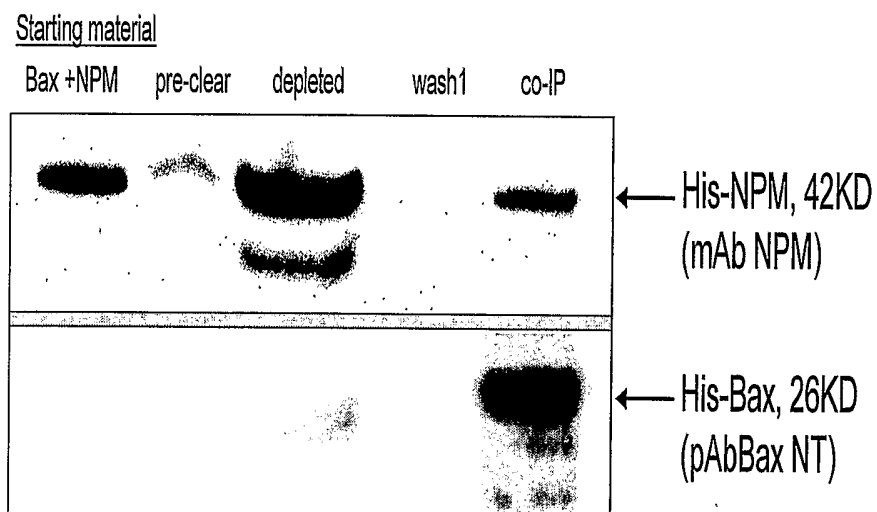 Starting material
Bax +NPM pre-clear depleted wash1 co-IP
His-NPM, 42KD
(mAb NPM)
His-Bax, 26KD
(pAbBax NT)